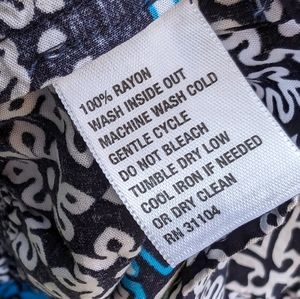 100% RAYON
WASH INSIDE OUT
MACHINE WASH COLD
GENTLE CYCLE
DO NOT BLEACH
TUMBLE DRY LOW
COOL IRON IF NEEDED
OR DRY CLEAN
RN 31104